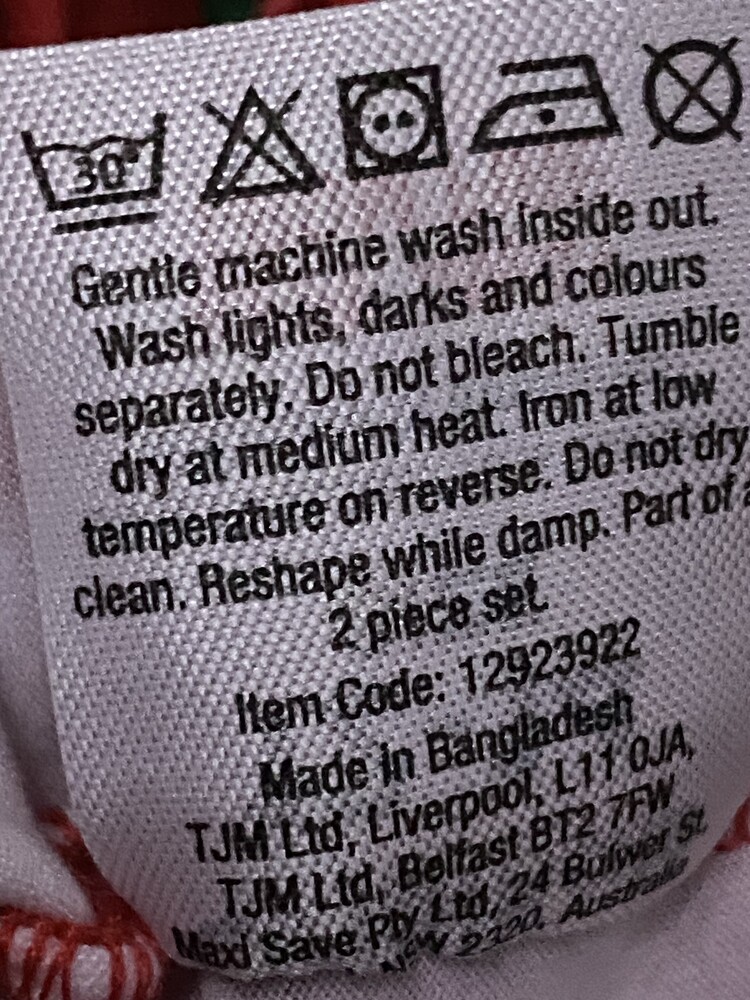 30°
Gentle machine wash inside out.
Wash lights, darks and colours
separately. Do not bleach. Tumble
dry at medium heat. Iron at low
temperature on reverse. Do not dry
clean. Reshape while damp. Part of a
2 piece set.
Item Code: 12923922
Made in Bangladesh
TJM Ltd, Liverpool, L11 0JA,
TJM Ltd, Belfast BT2 7FW
Maxi Save Pty Ltd, 24 Bulwer St,
NSW 2320, Australia